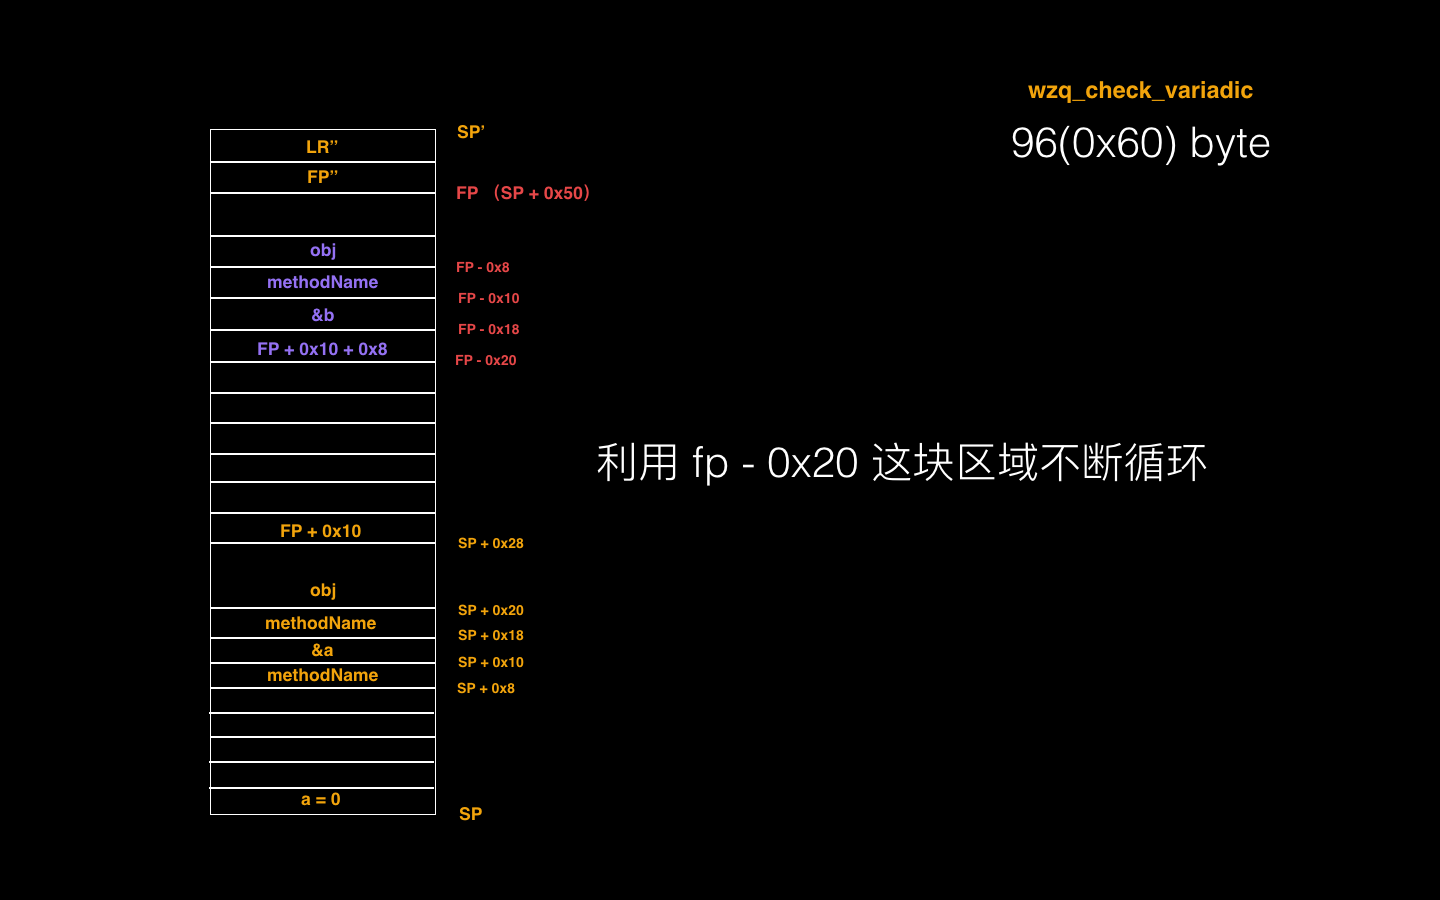 wzq_check_variadic
96(0x60) byte
LR”
SP’
FP”
FP （SP + 0x50）
obj
FP - 0x8
methodName
FP - 0x10
&b
FP - 0x18
FP + 0x10 + 0x8
FP - 0x20
利用 fp - 0x20 这块区域不断循环
FP + 0x10
SP + 0x28
obj
SP + 0x20
methodName
SP + 0x18
&a
SP + 0x10
methodName
SP + 0x8
a = 0
SP